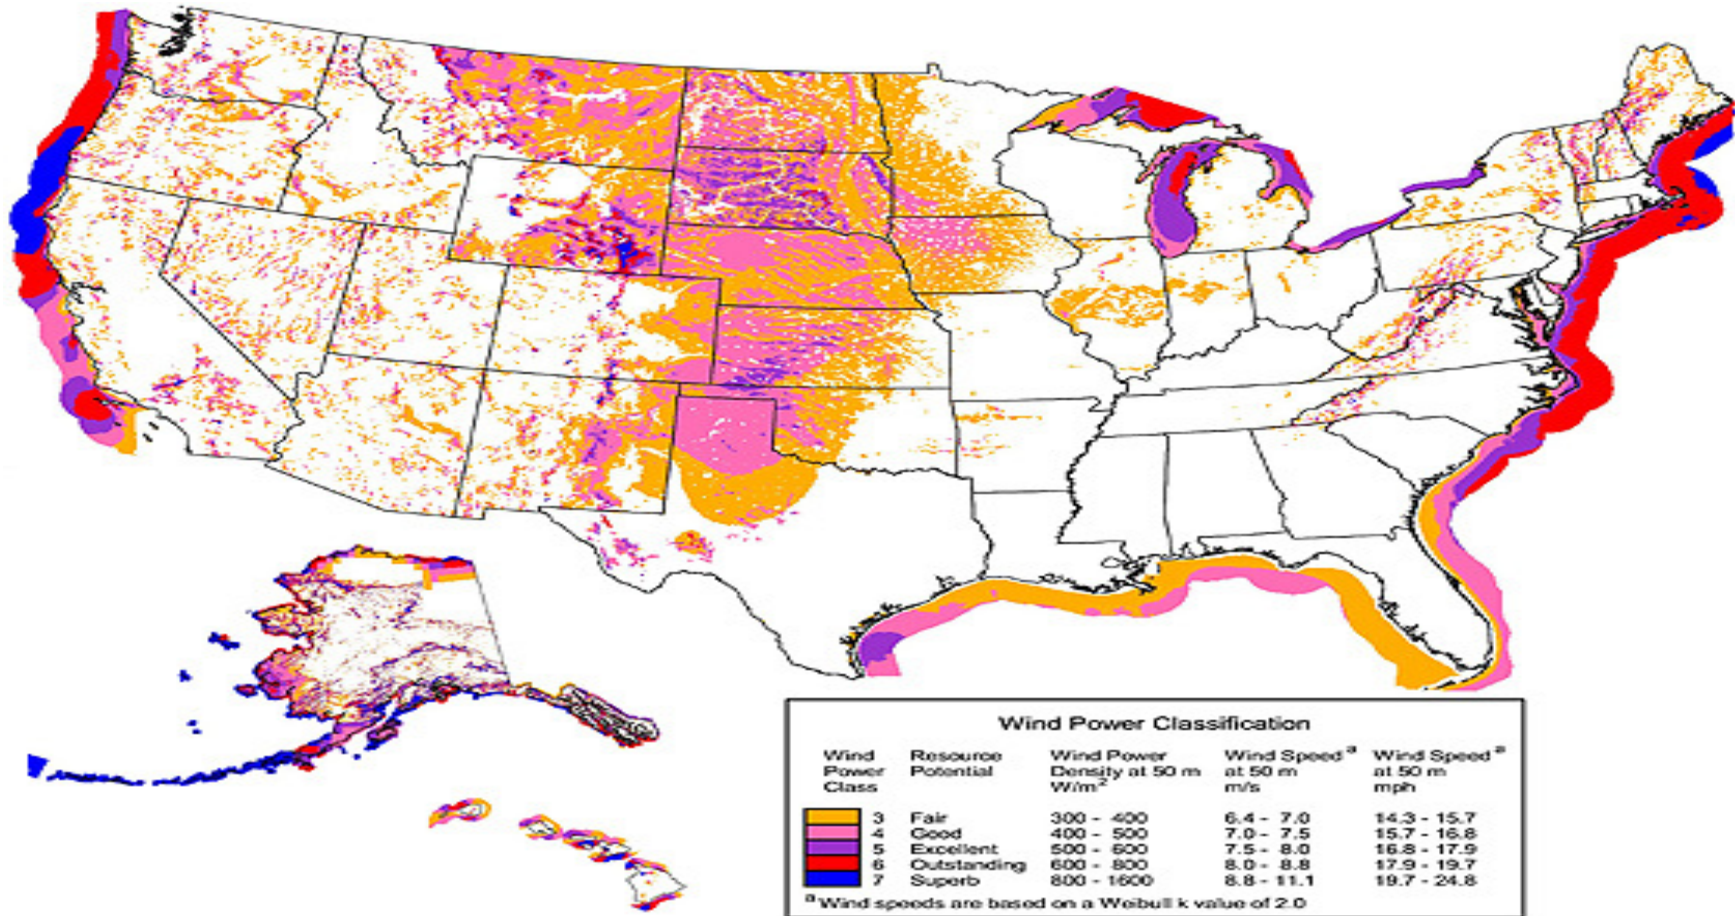 Wind Power Classification
Wind Power Class Resource Potential Wind Power Density at 50 m W/m² Wind Speed ᵃ at 50 m m/s Wind Speed ᵃ at 50 m mph
3 Fair 300 - 400 6.4 - 7.0 14.3 - 15.7
4 Good 400 - 500 7.0 - 7.5 15.7 - 16.8
5 Excellent 500 - 600 7.5 - 8.0 16.8 - 17.9
6 Outstanding 600 - 800 8.0 - 8.8 17.9 - 19.7
7 Superb 800 - 1600 8.8 - 11.1 19.7 - 24.8
ᵃ Wind speeds are based on a Weibull k value of 2.0